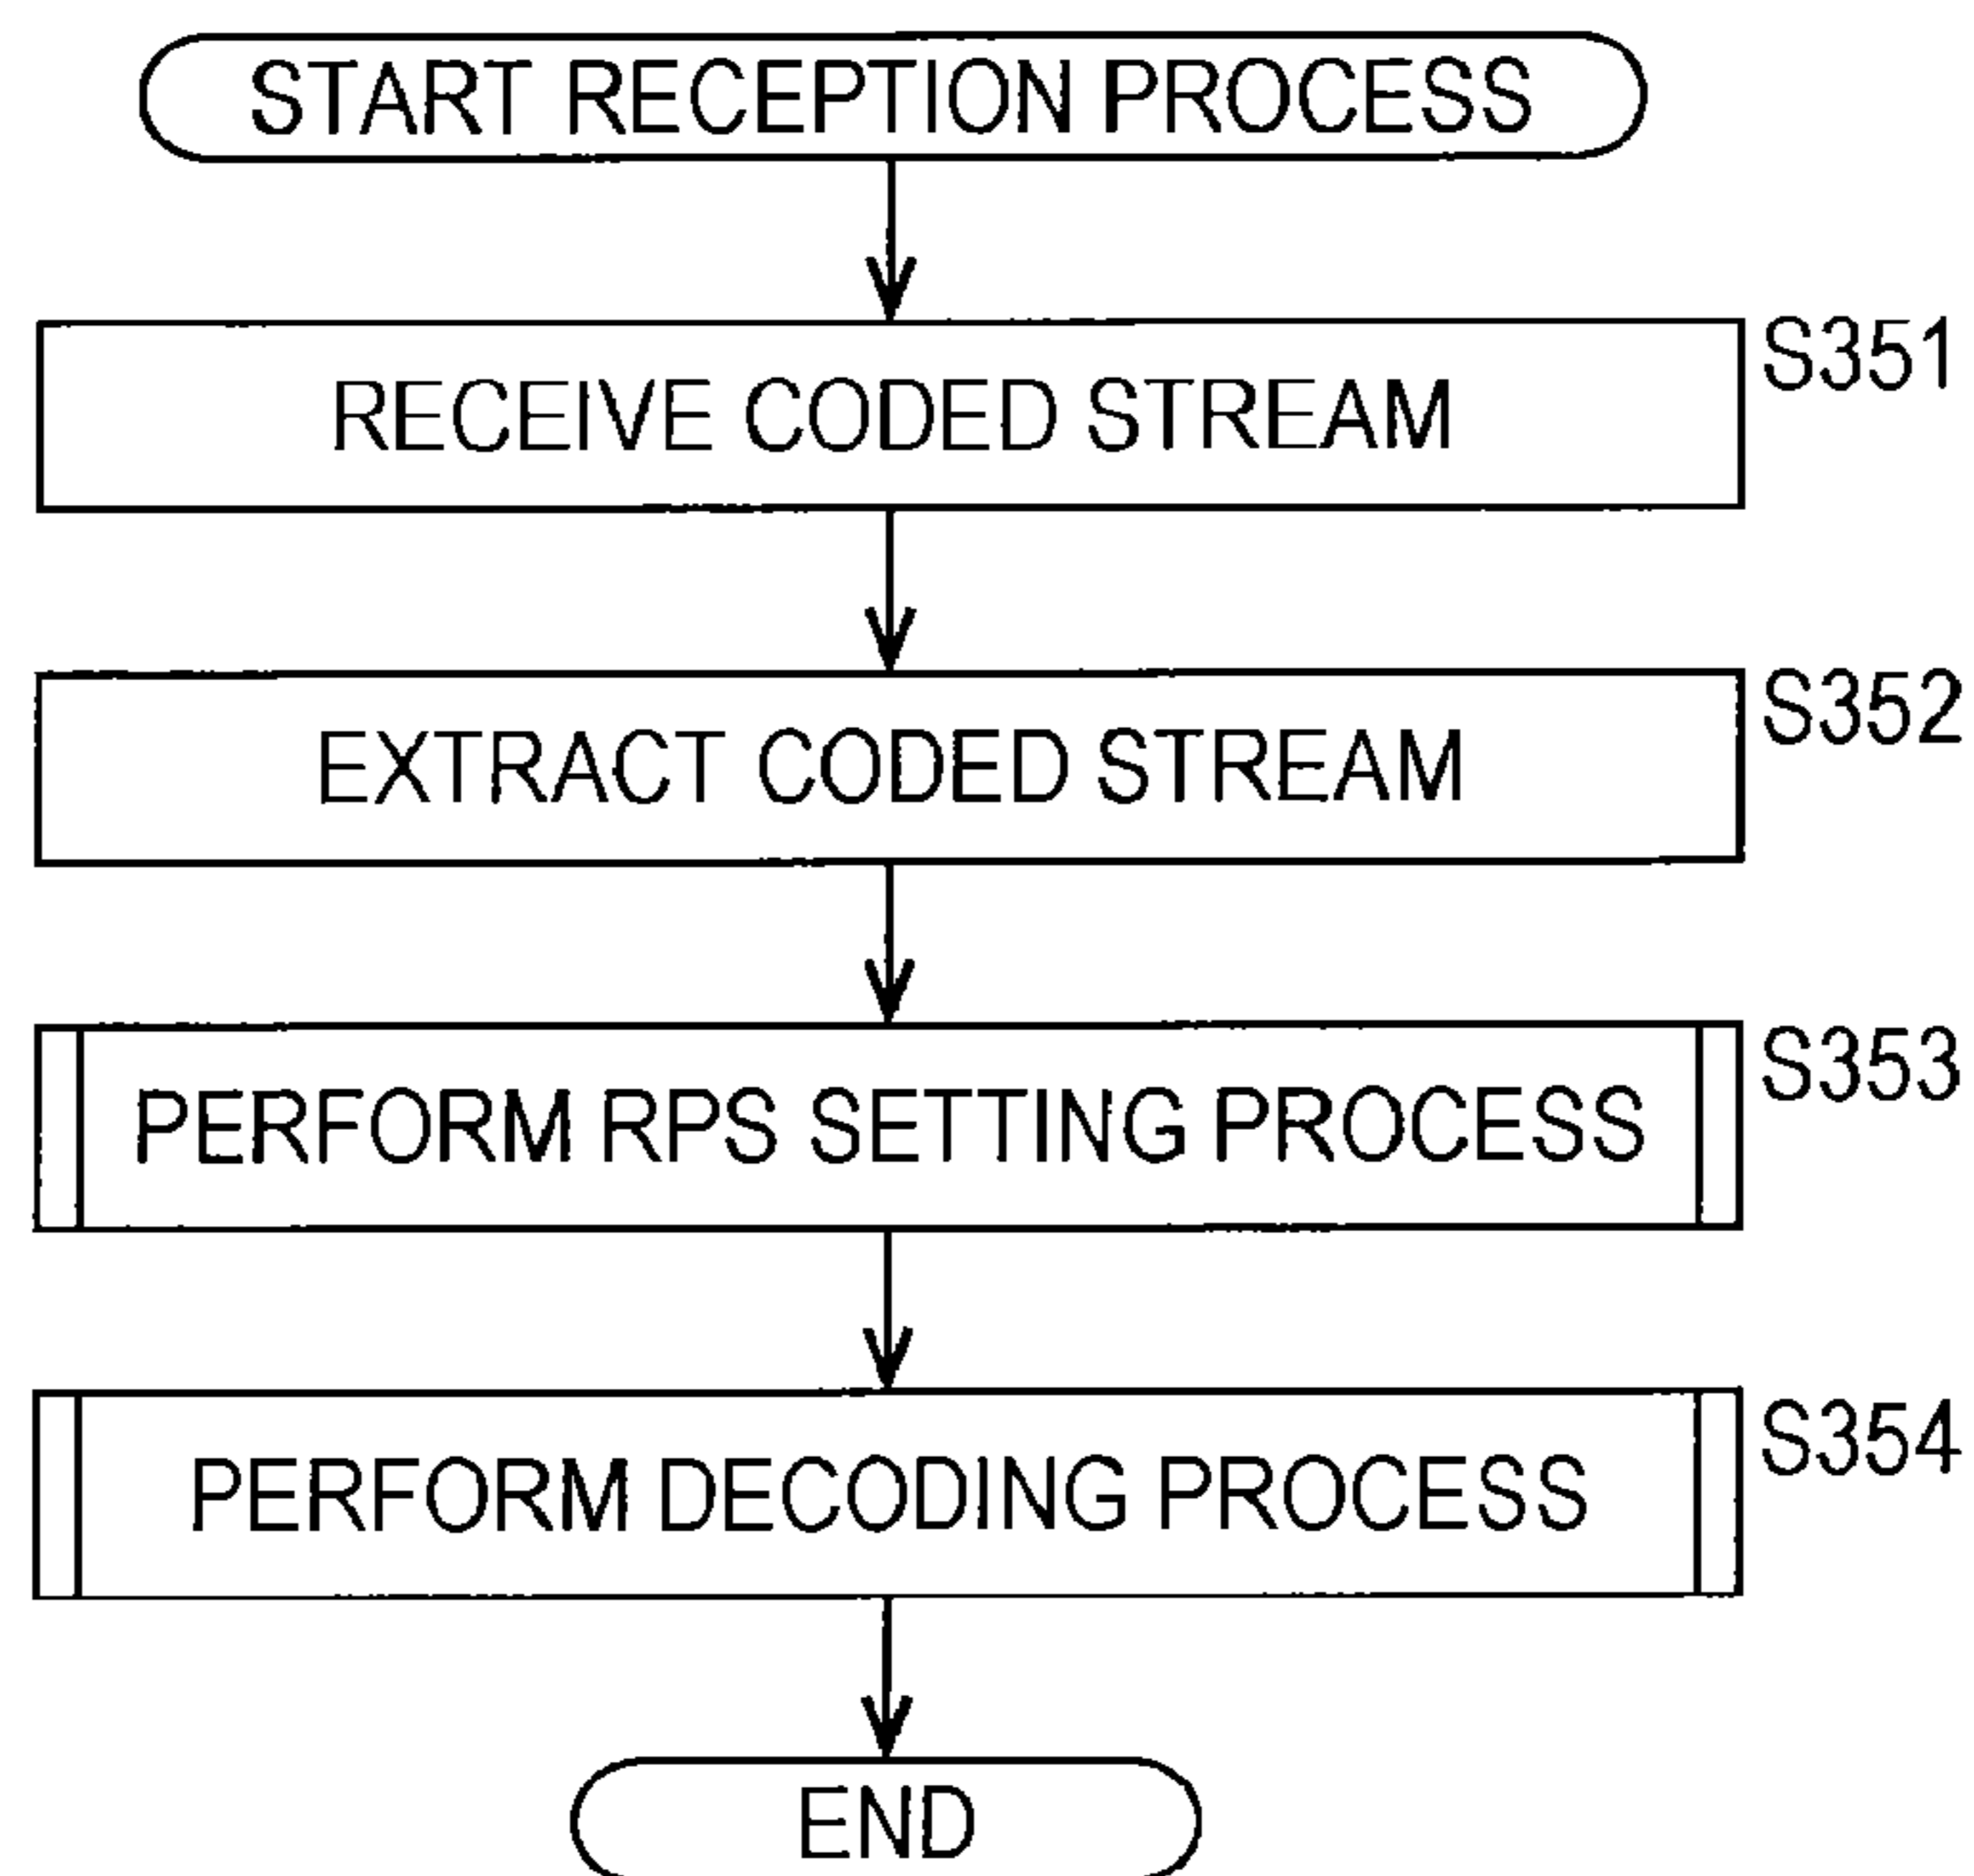 START RECEPTION PROCESS
RECEIVE CODED STREAM
S351
EXTRACT CODED STREAM
S352
PERFORM RPS SETTING PROCESS
S353
PERFORM DECODING PROCESS
S354
END